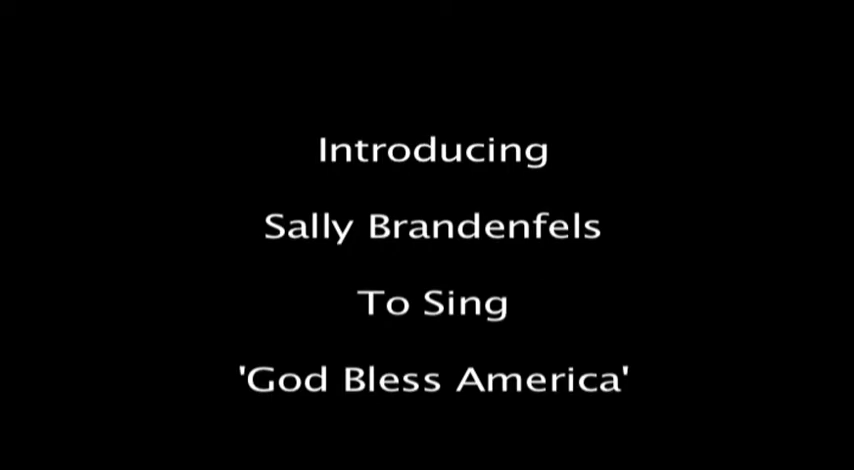 Introducing
Sally Brandenfels
To Sing
'God Bless America'